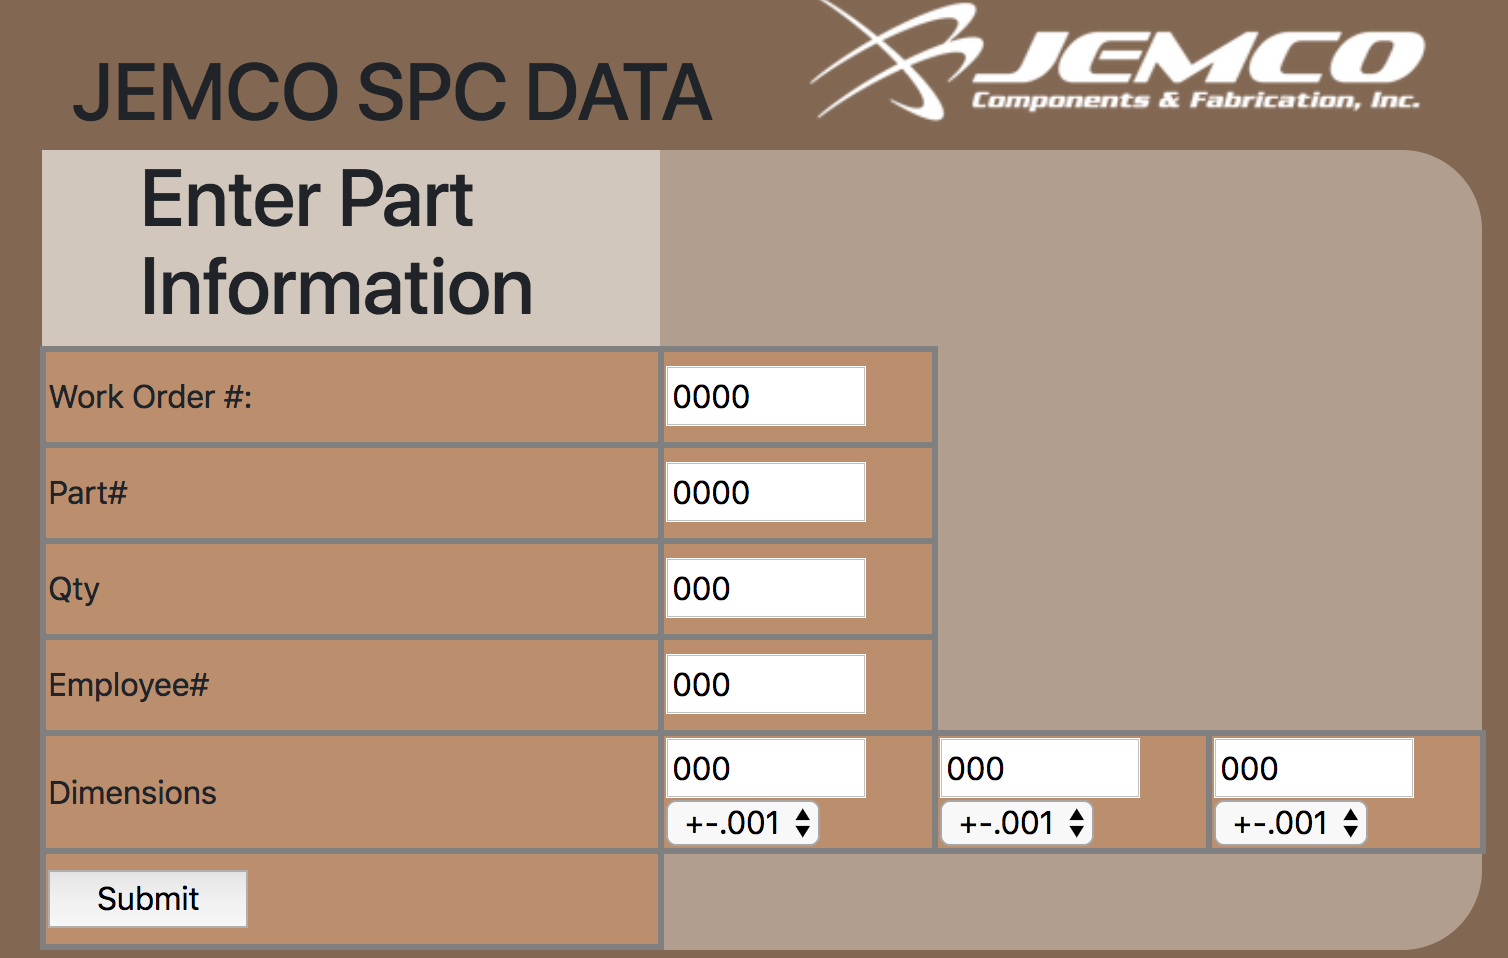 JEMCO SPC DATA
JEMCO
Components & Fabrication, Inc.
Enter Part
Information
Work Order #: 0000
Part# 0000
Qty 000
Employee# 000
Dimensions 000 000 000
+-.001 +-.001 +-.001
Submit